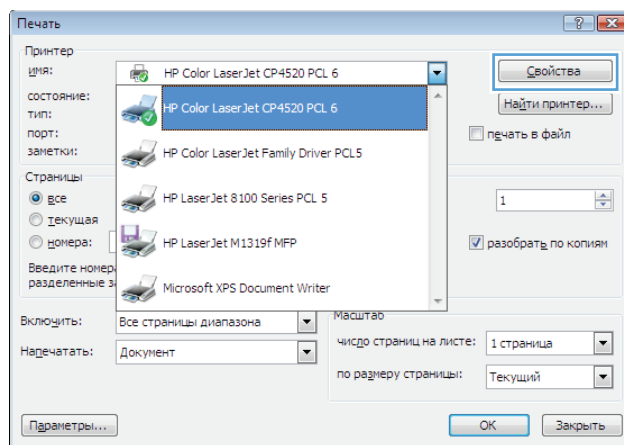 Печать
Принтер
имя: HP Color LaserJet CP4520 PCL 6 Свойства
состояние: HP Color LaserJet CP4520 PCL 6 Найти принтер...
тип:
порт: HP Color LaserJet Family Driver PCL5 печать в файл
заметки:
Страницы
все HP LaserJet 8100 Series PCL 5 1
текущая
номера: HP LaserJet M1319f MFP разобрать по копиям
Введите номер
разделенные з Microsoft XPS Document Writer
Включить: Все страницы диапазона Масштаб
число страниц на листе: 1 страница
Напечатать: Документ
по размеру страницы: Текущий
Параметры... OK Закрыть